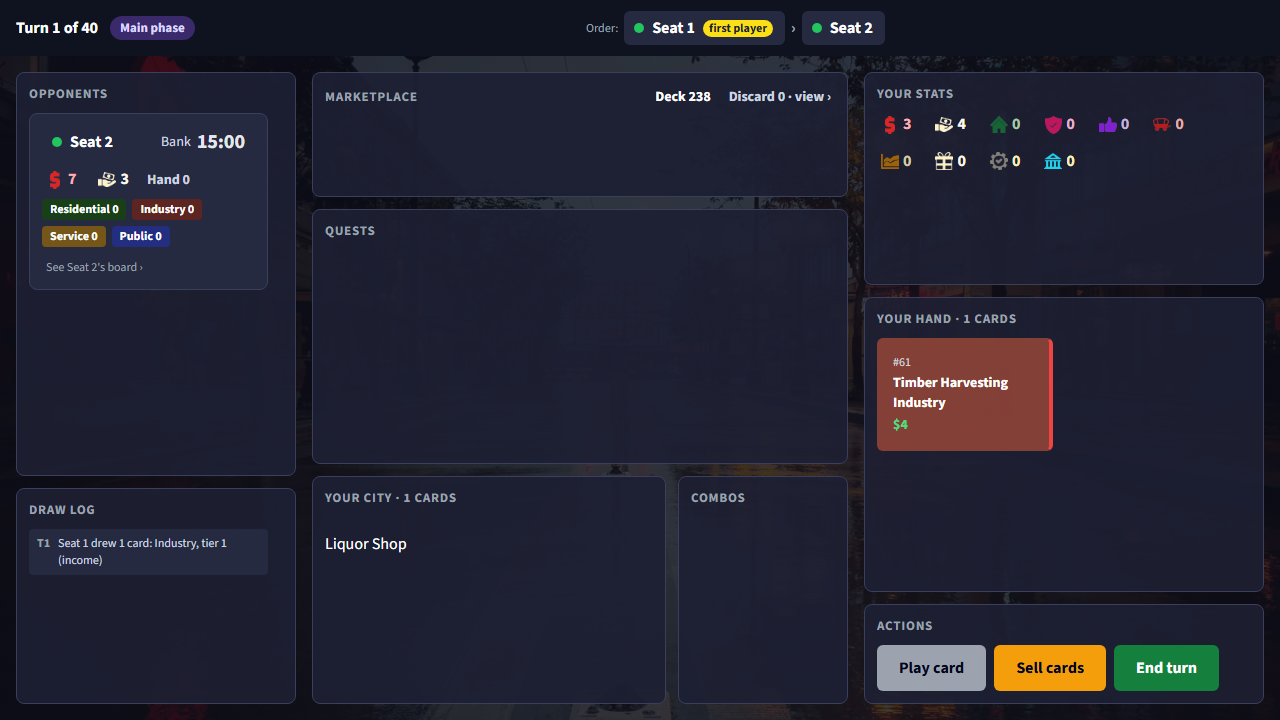 Turn 1 of 40 Main phase Order: Seat 1 first player › Seat 2
OPPONENTS
Seat 2 Bank 15:00
7 3 Hand 0
Residential 0 Industry 0
Service 0 Public 0
See Seat 2's board ›
DRAW LOG
T1 Seat 1 drew 1 card: Industry, tier 1
(income)
MARKETPLACE Deck 238 Discard 0 · view ›
QUESTS
YOUR CITY · 1 CARDS
Liquor Shop
COMBOS
YOUR STATS
3 4 0 0 0 0
0 0 0 0
YOUR HAND · 1 CARDS
#61
Timber Harvesting
Industry
$4
ACTIONS
Play card Sell cards End turn